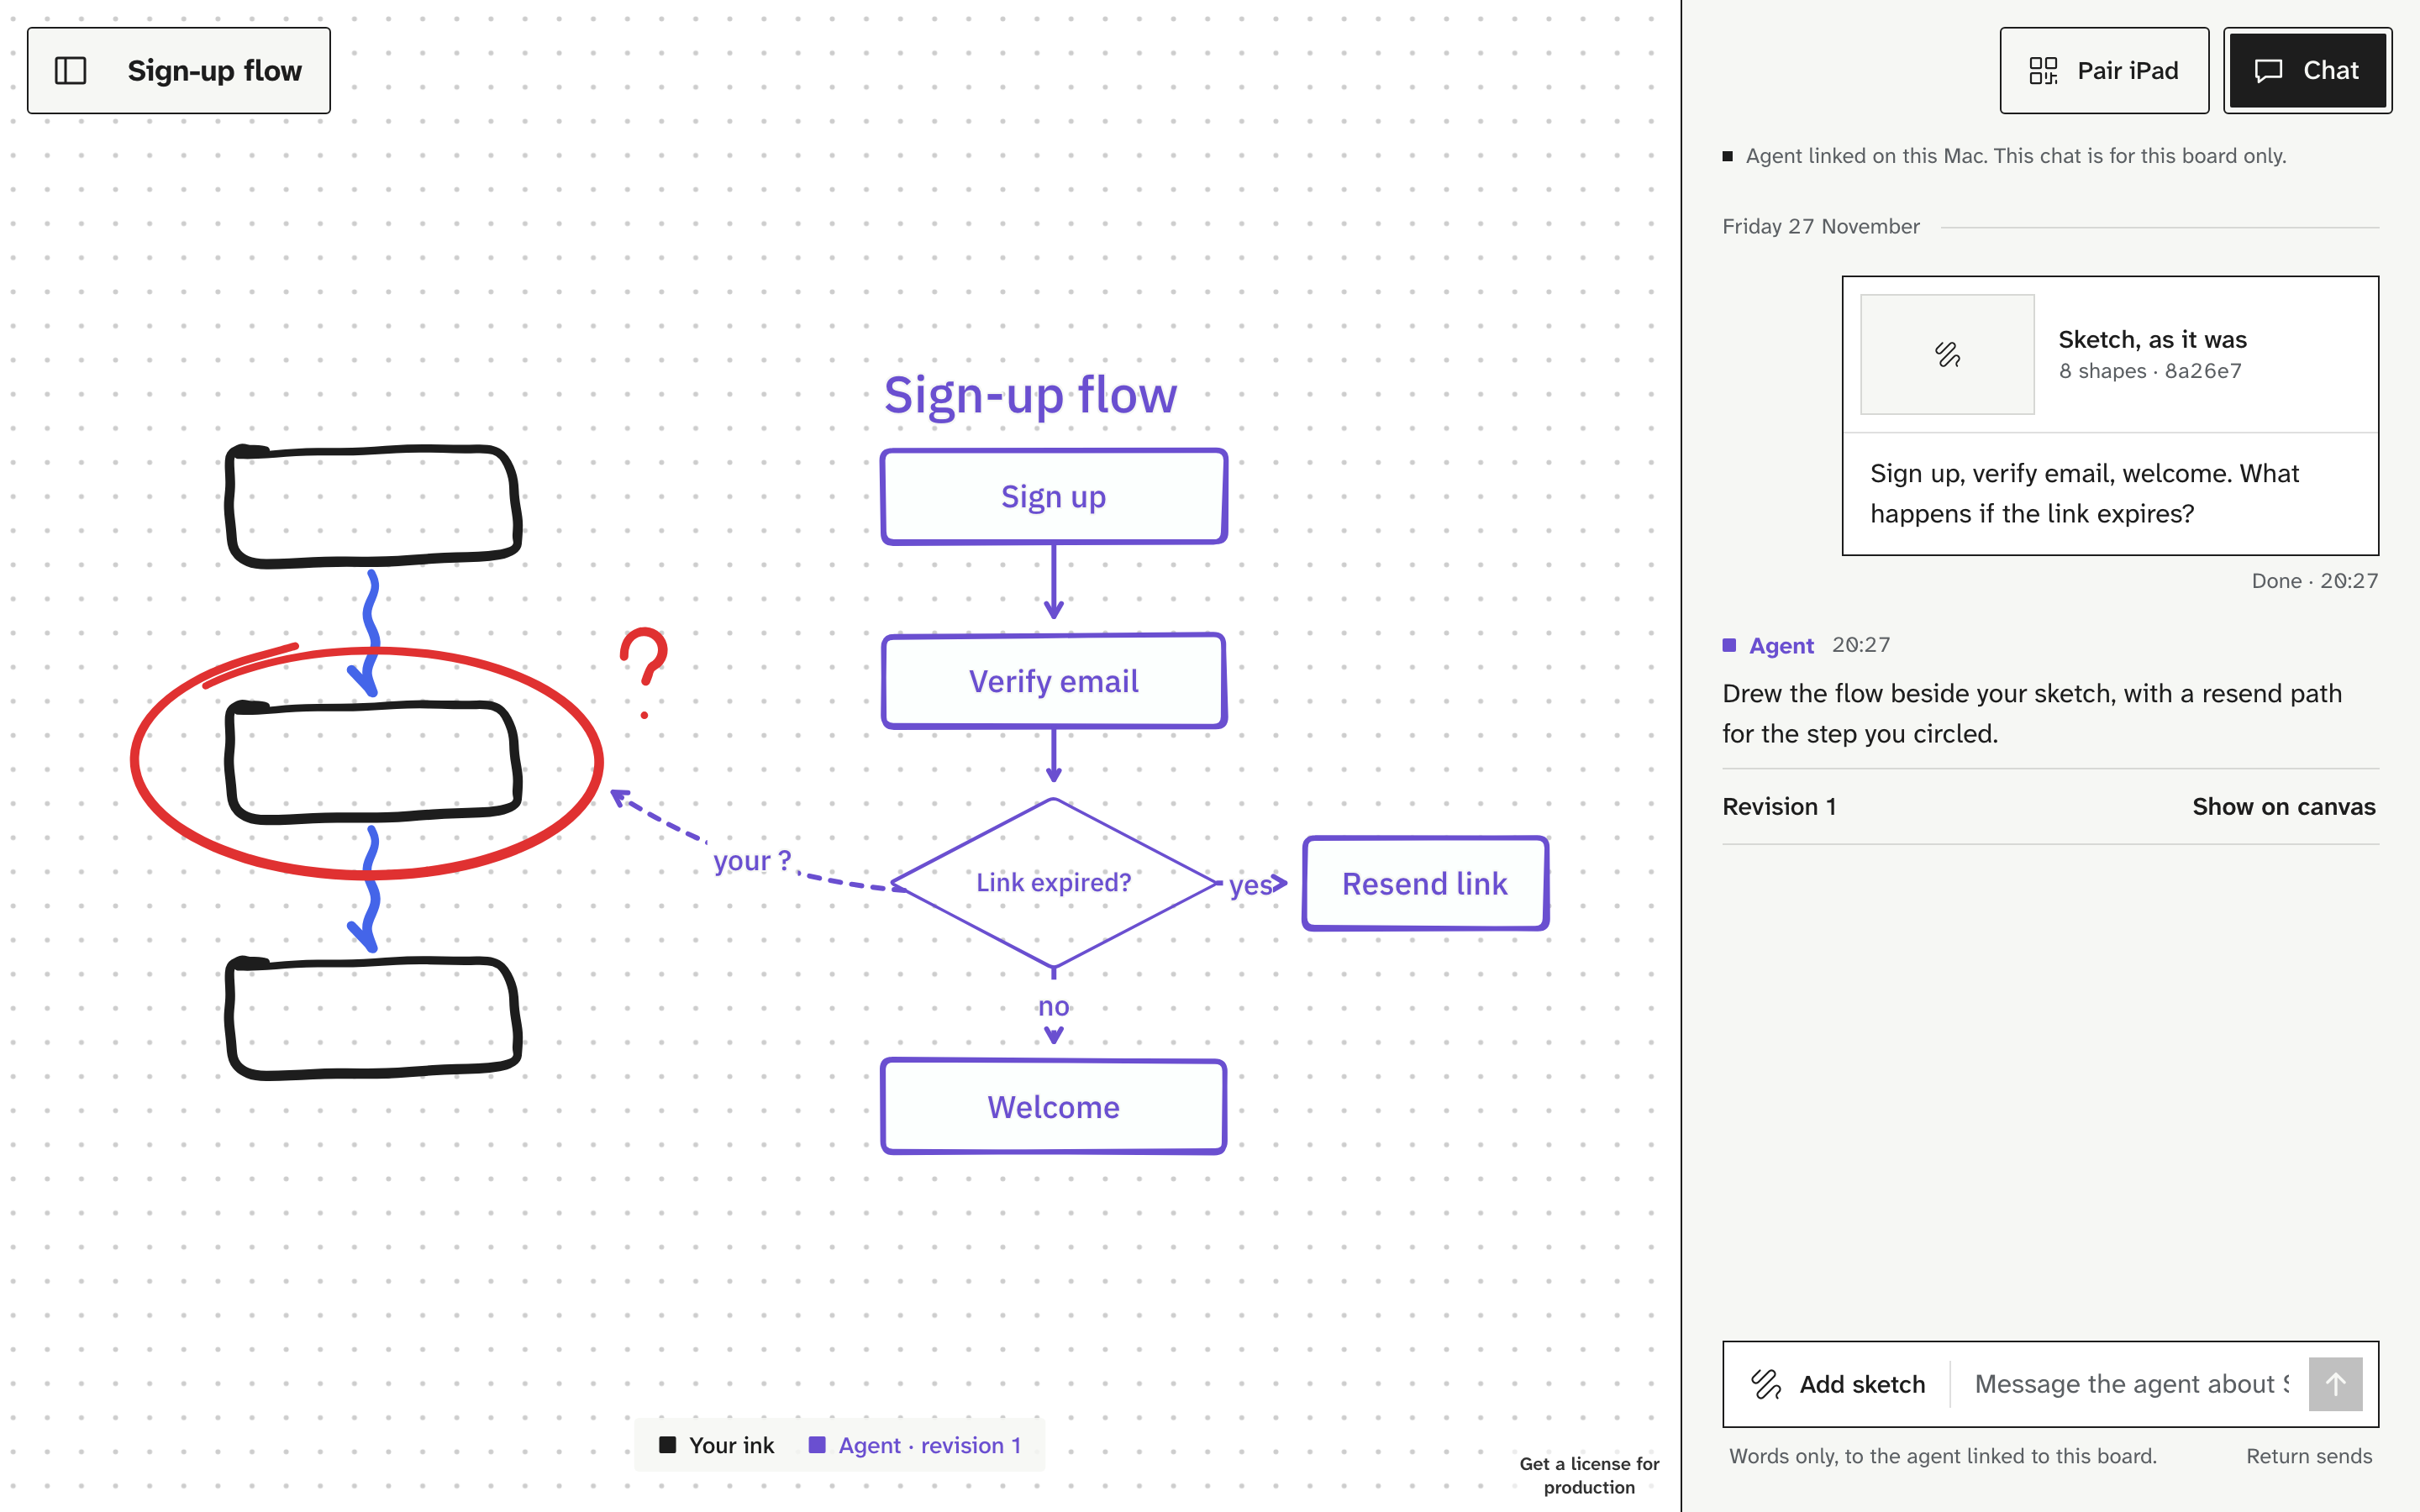 Sign-up flow
Pair iPad
Chat
Agent linked on this Mac. This chat is for this board only.
Friday 27 November
Sketch, as it was
8 shapes · 8a26e7
Sign up, verify email, welcome. What
happens if the link expires?
Done · 20:27
Agent 20:27
Drew the flow beside your sketch, with a resend path
for the step you circled.
Revision 1
Show on canvas
Sign-up flow
Sign up
?
Verify email
your ?
Link expired?
yes
Resend link
no
Welcome
Your ink
Agent · revision 1
Get a license for
production
Add sketch
Message the agent about
Words only, to the agent linked to this board.
Return sends